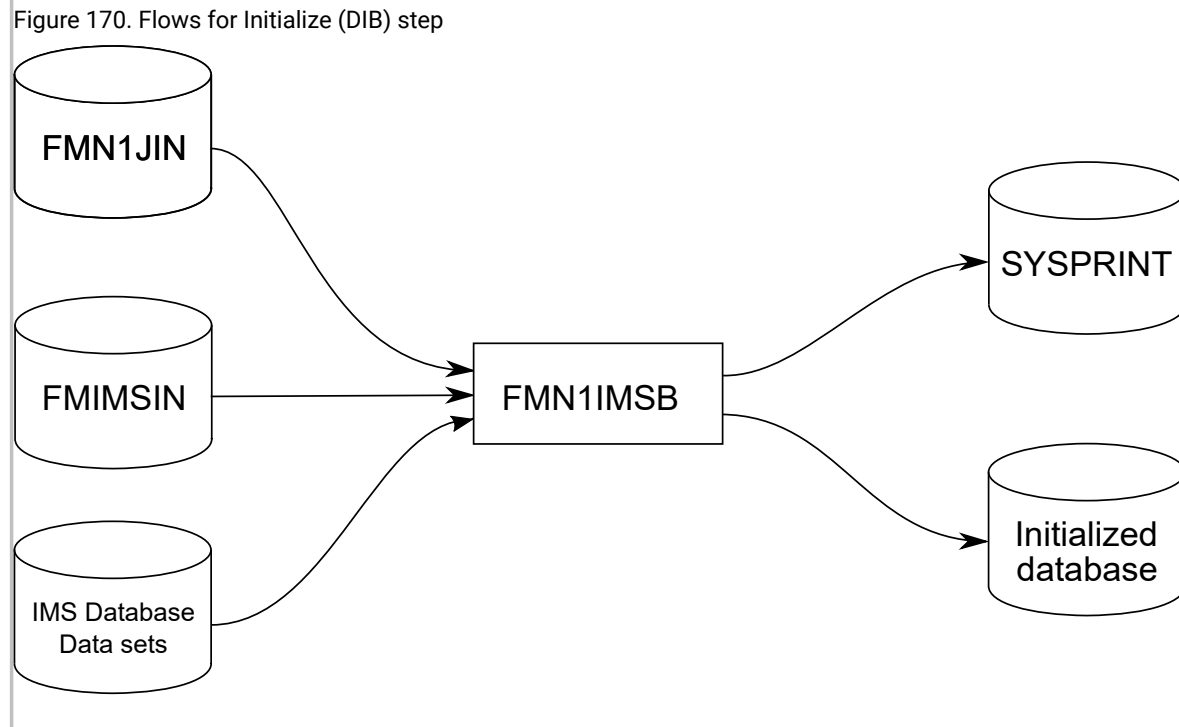 Figure 170. Flows for Initialize (DIB) step
FMN1JIN
FMIMSIN
IMS Database
Data sets
FMN1IMSB
SYSPRINT
Initialized
database